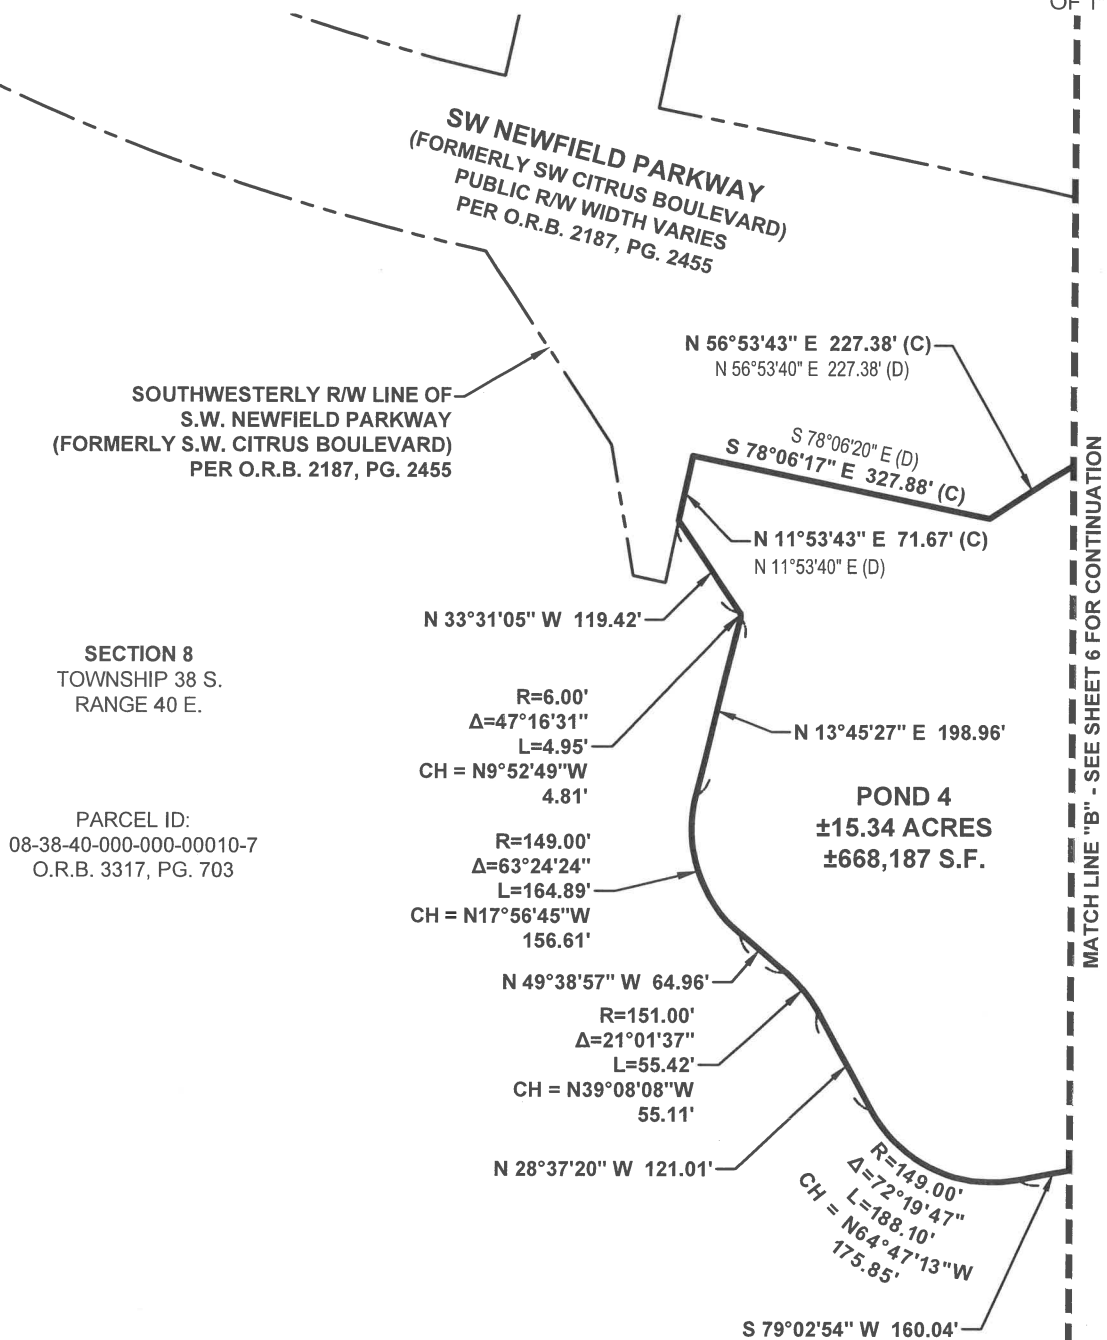 OF 1
SW NEWFIELD PARKWAY
(FORMERLY SW CITRUS BOULEVARD)
PUBLIC R/W WIDTH VARIES
PER O.R.B. 2187, PG. 2455
N 56°53'43" E 227.38' (C)
N 56°53'40" E 227.38' (D)
SOUTHWESTERLY R/W LINE OF
S.W. NEWFIELD PARKWAY
(FORMERLY S.W. CITRUS BOULEVARD)
PER O.R.B. 2187, PG. 2455
S 78°06'20" E (D)
S 78°06'17" E 327.88' (C)
N 11°53'43" E 71.67' (C)
N 11°53'40" E (D)
N 33°31'05" W 119.42'
SECTION 8
TOWNSHIP 38 S.
RANGE 40 E.
R=6.00'
Δ=47°16'31"
L=4.95'
CH = N9°52'49"W
4.81'
N 13°45'27" E 198.96'
POND 4
±15.34 ACRES
±668,187 S.F.
PARCEL ID:
08-38-40-000-000-00010-7
O.R.B. 3317, PG. 703
R=149.00'
Δ=63°24'24"
L=164.89'
CH = N17°56'45"W
156.61'
N 49°38'57" W 64.96'
R=151.00'
Δ=21°01'37"
L=55.42'
CH = N39°08'08"W
55.11'
N 28°37'20" W 121.01'
R=149.00'
Δ=72°19'47"
L=188.10'
CH = N64°47'13"W
175.85'
S 79°02'54" W 160.04'
MATCH LINE "B" - SEE SHEET 6 FOR CONTINUATION